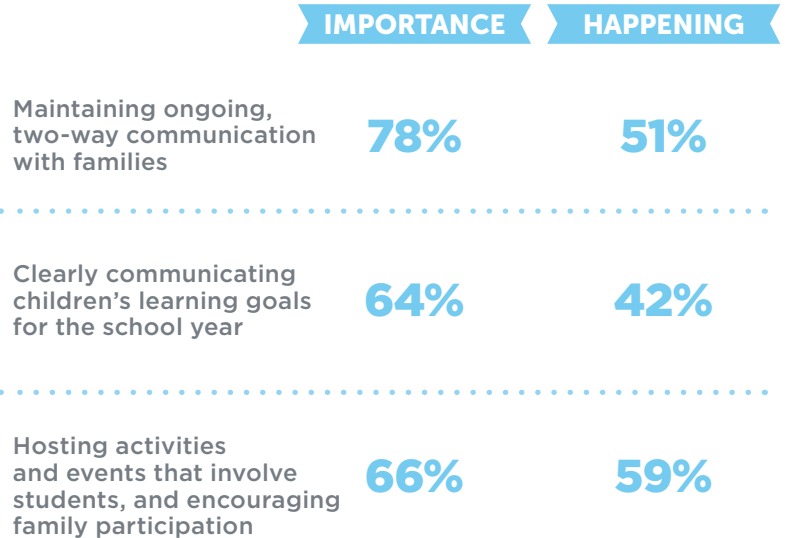 IMPORTANCE HAPPENING
Maintaining ongoing,
two-way communication
with families
78% 51%
Clearly communicating
children’s learning goals
for the school year
64% 42%
Hosting activities
and events that involve
students, and encouraging
family participation
66% 59%